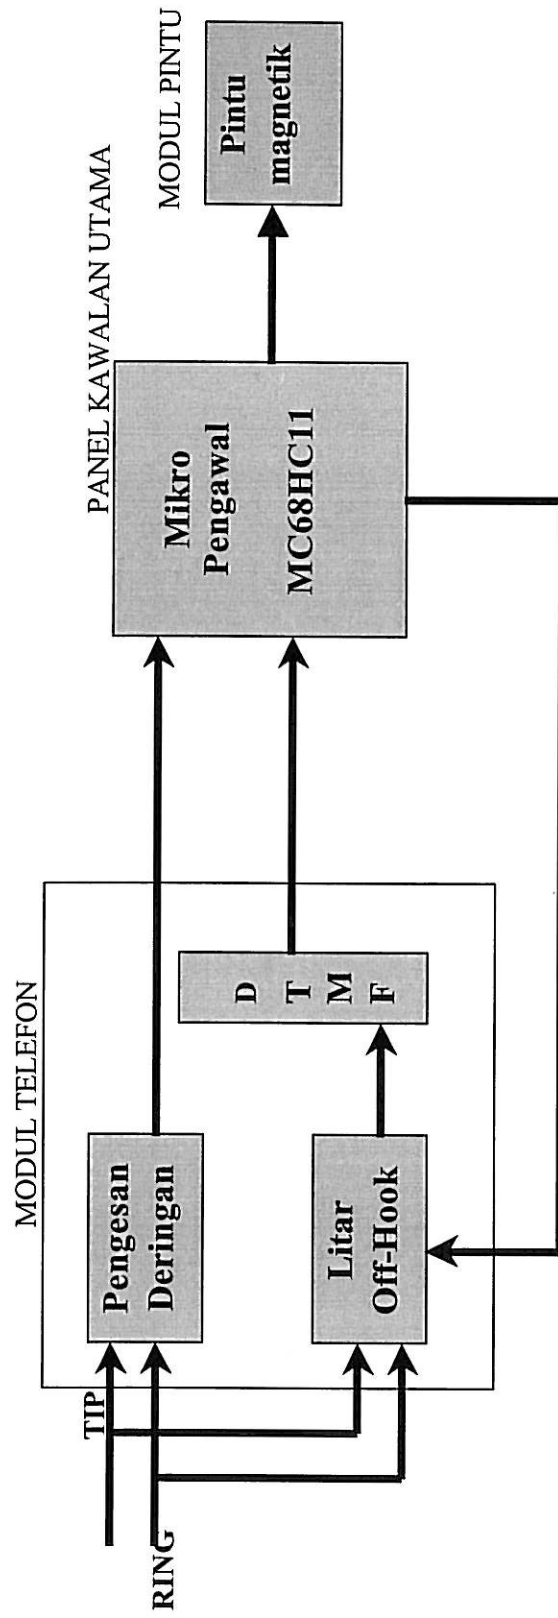 MODUL TELEFON
TIP
RING
Pengesan
Deringan
Litar
Off-Hook
D
T
M
F
PANEL KAWALAN UTAMA
Mikro
Pengawal
MC68HC11
MODUL PINTU
Pintu
magnetik